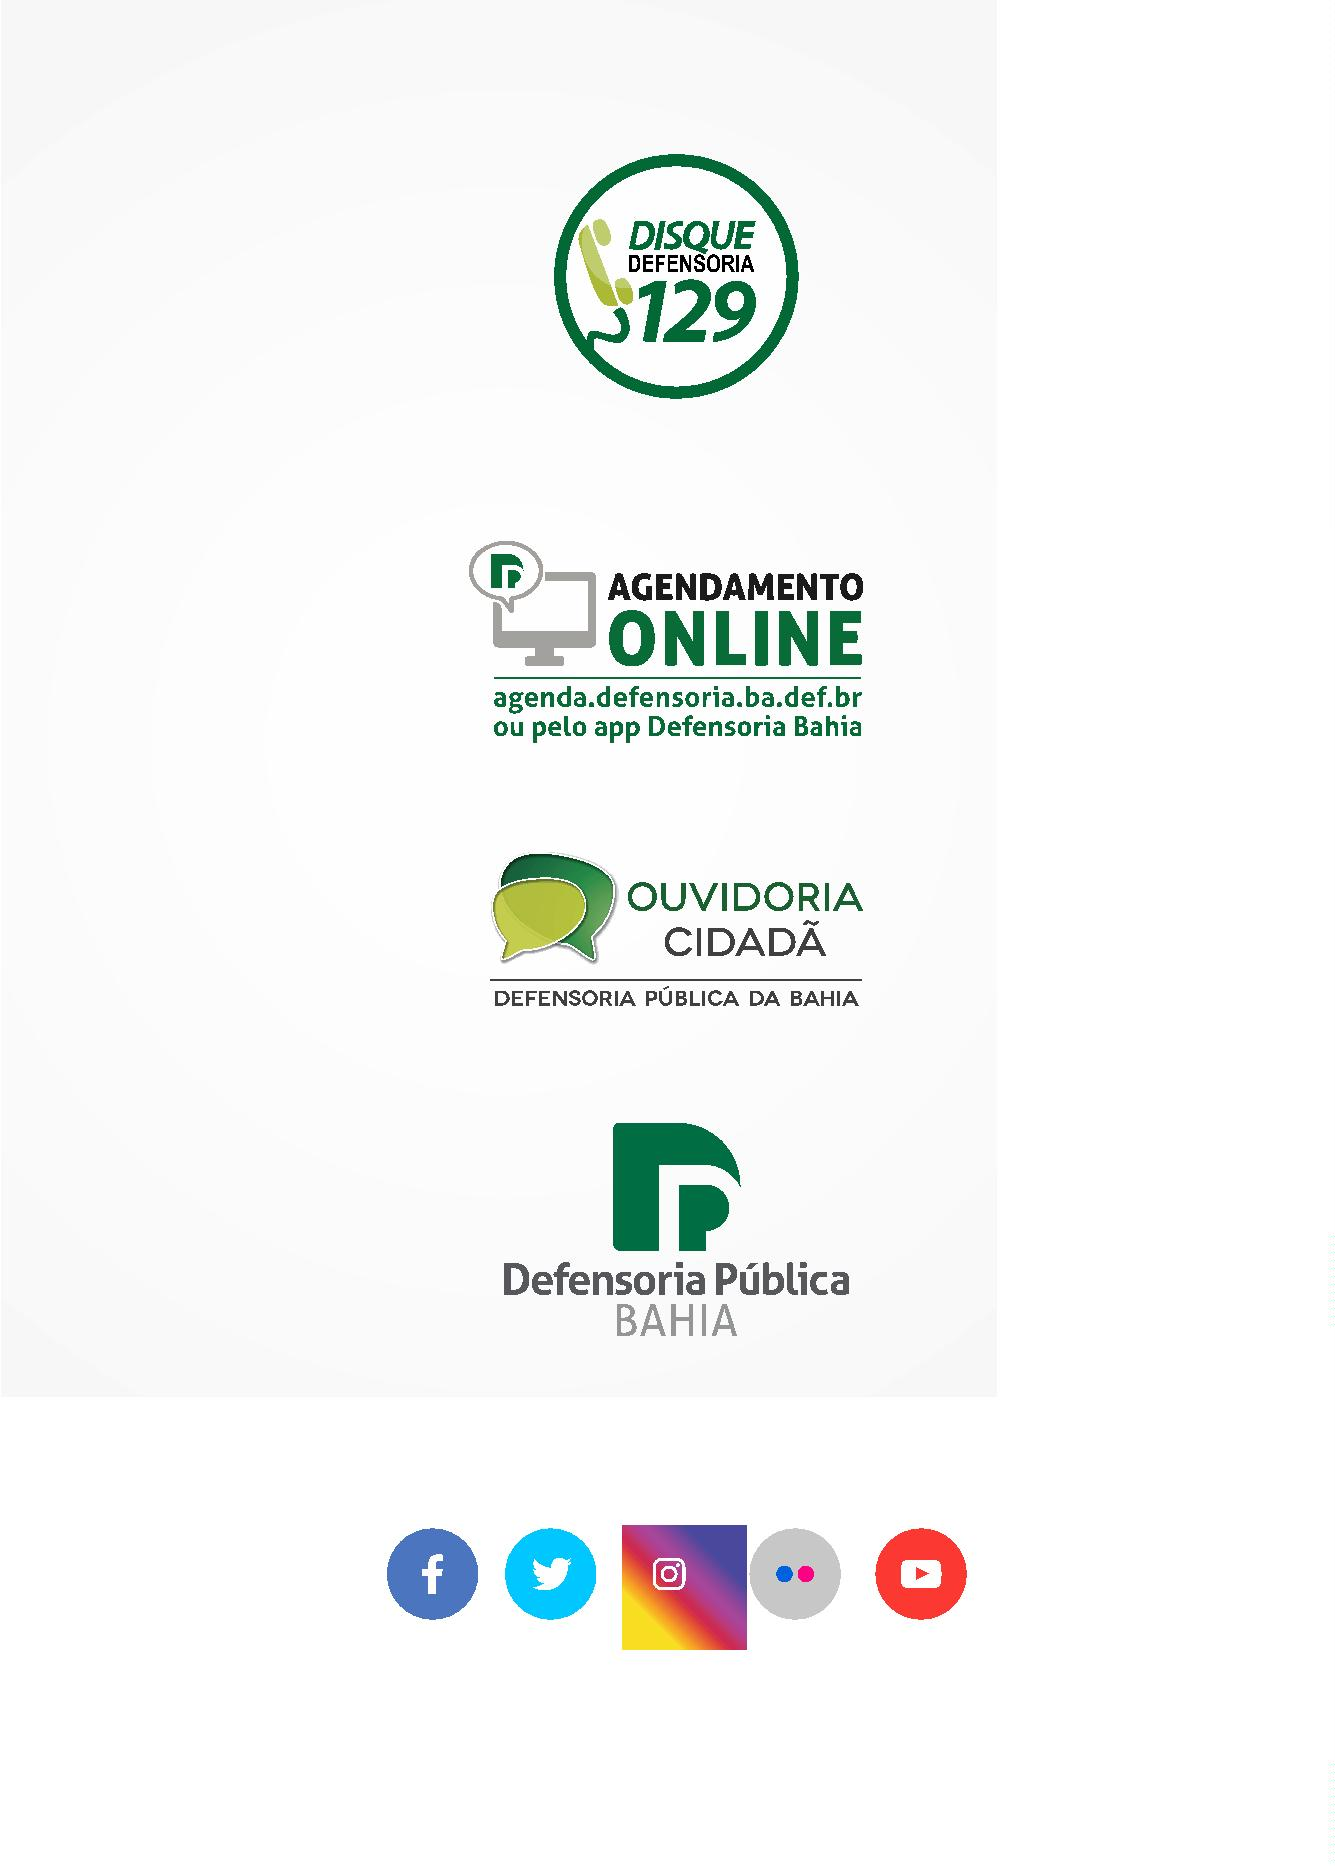 DISQUE
DEFENSORIA
129
AGENDAMENTO
ONLINE
agenda.defensoria.ba.def.br
ou pelo app Defensoria Bahia
OUVIDORIA
CIDADÃ
DEFENSORIA PÚBLICA DA BAHIA
Defensoria Pública
BAHIA